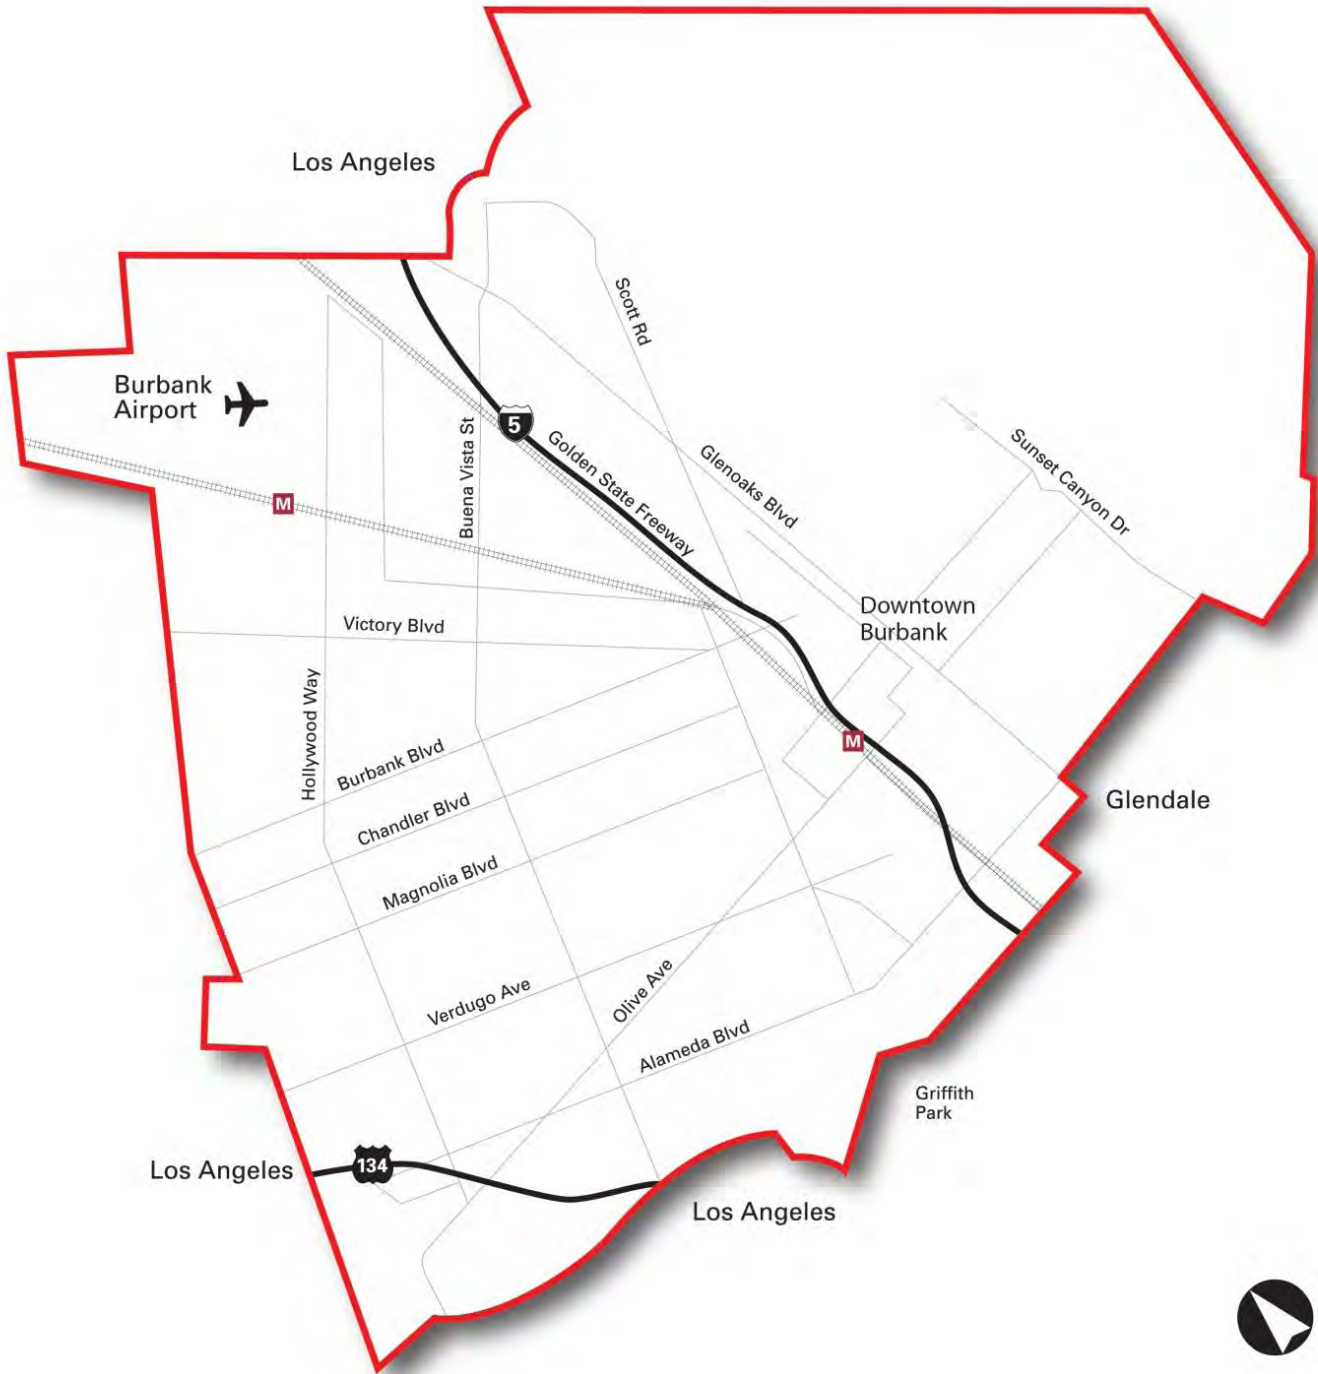 Los Angeles
Scott Rd
Burbank
Airport
5
Buena Vista St
Golden State Freeway
Glenoaks Blvd
Sunset Canyon Dr
M
Downtown
Burbank
Victory Blvd
Hollywood Way
Burbank Blvd
M
Chandler Blvd
Glendale
Magnolia Blvd
Verdugo Ave
Olive Ave
Alameda Blvd
Griffith
Park
134
Los Angeles
Los Angeles